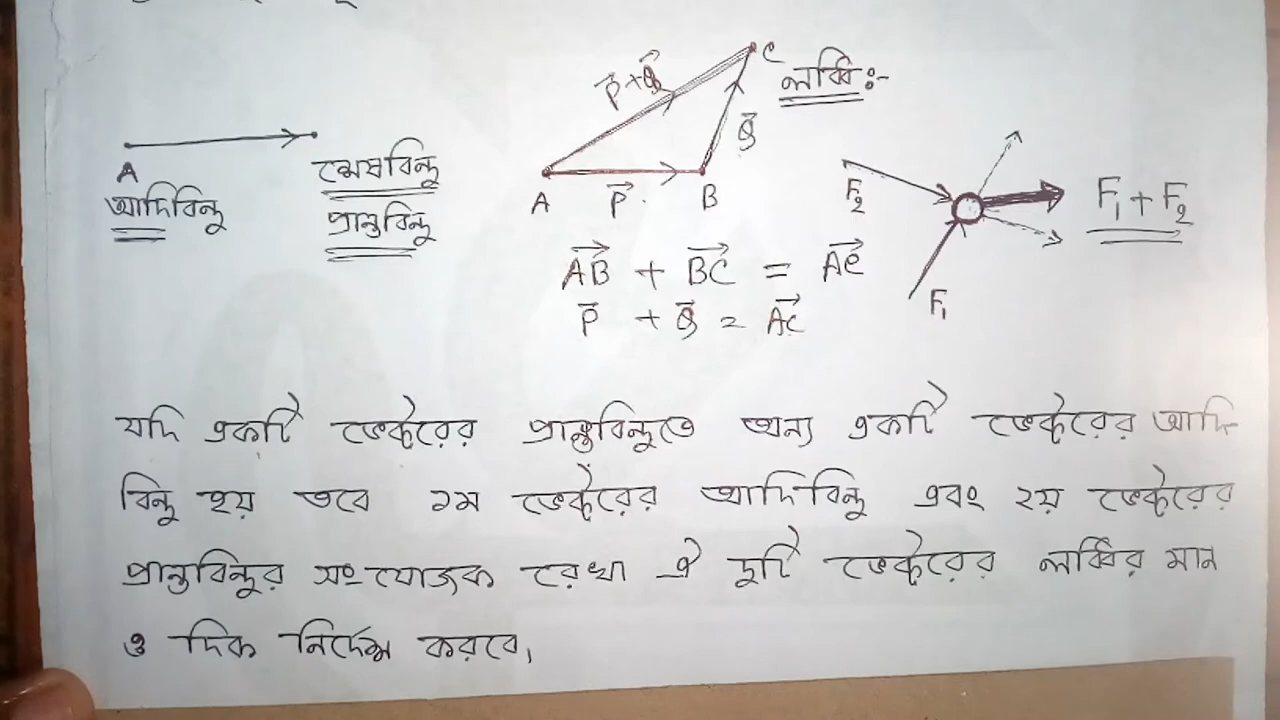 A
আদিবিন্দু
শেষবিন্দু
প্রান্তবিন্দু
P⃗+Q⃗
C
Q⃗
A
P⃗
B
লব্ধি:-
F₂
F₁
F₁ + F₂
AB⃗ + BC⃗ = AC⃗
P⃗ + Q⃗ = AC⃗
যদি একটি ভেক্টরের প্রান্তবিন্দুতে অন্য একটি ভেক্টরের আদি
বিন্দু হয় তবে ১ম ভেক্টরের আদিবিন্দু এবং ২য় ভেক্টরের
প্রান্তবিন্দুর সংযোজক রেখা ঐ দুটি ভেক্টরের লব্ধির মান
ও দিক নির্দেশ করবে।